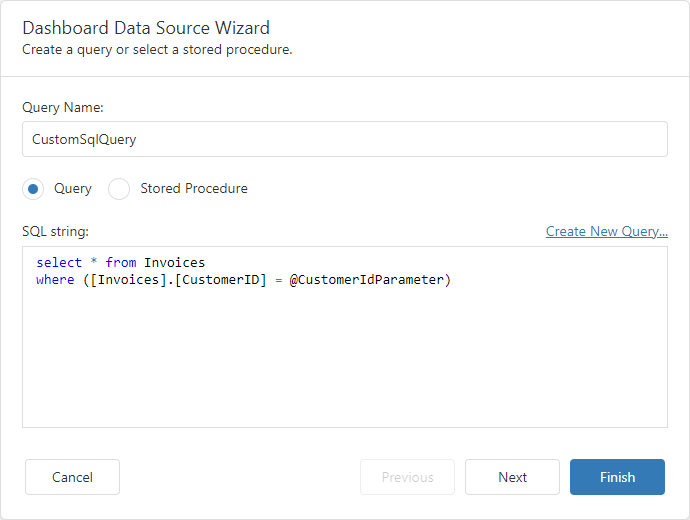 Dashboard Data Source Wizard
Create a query or select a stored procedure.
Query Name:
CustomSqlQuery
Query
Stored Procedure
SQL string:
Create New Query...
select * from Invoices
where ([Invoices].[CustomerID] = @CustomerIdParameter)
Cancel
Previous
Next
Finish